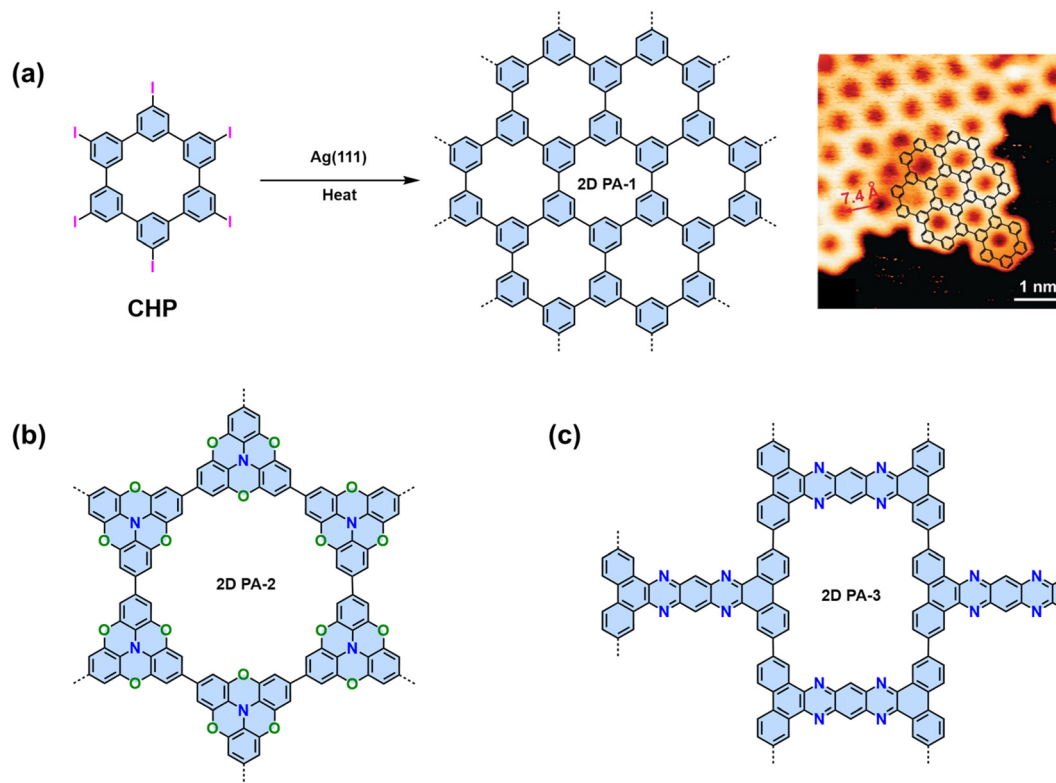 (a)
I
I
I
I
I
I
CHP
Ag(111)
Heat
2D PA-1
7.4 Å
1 nm
(b)
O
O
N
O
O
O
N
N
O
O
O
O
2D PA-2
O
O
O
O
N
N
O
O
O
N
O
O
(c)
N
N
N
N
N
N
N
N
2D PA-3
N
N
N
N
N
N
N
N